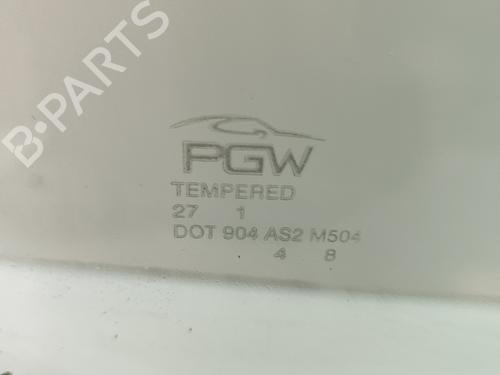 B-PARTS
PGW
TEMPERED
27 1
DOT 904 AS2 M504
4 8